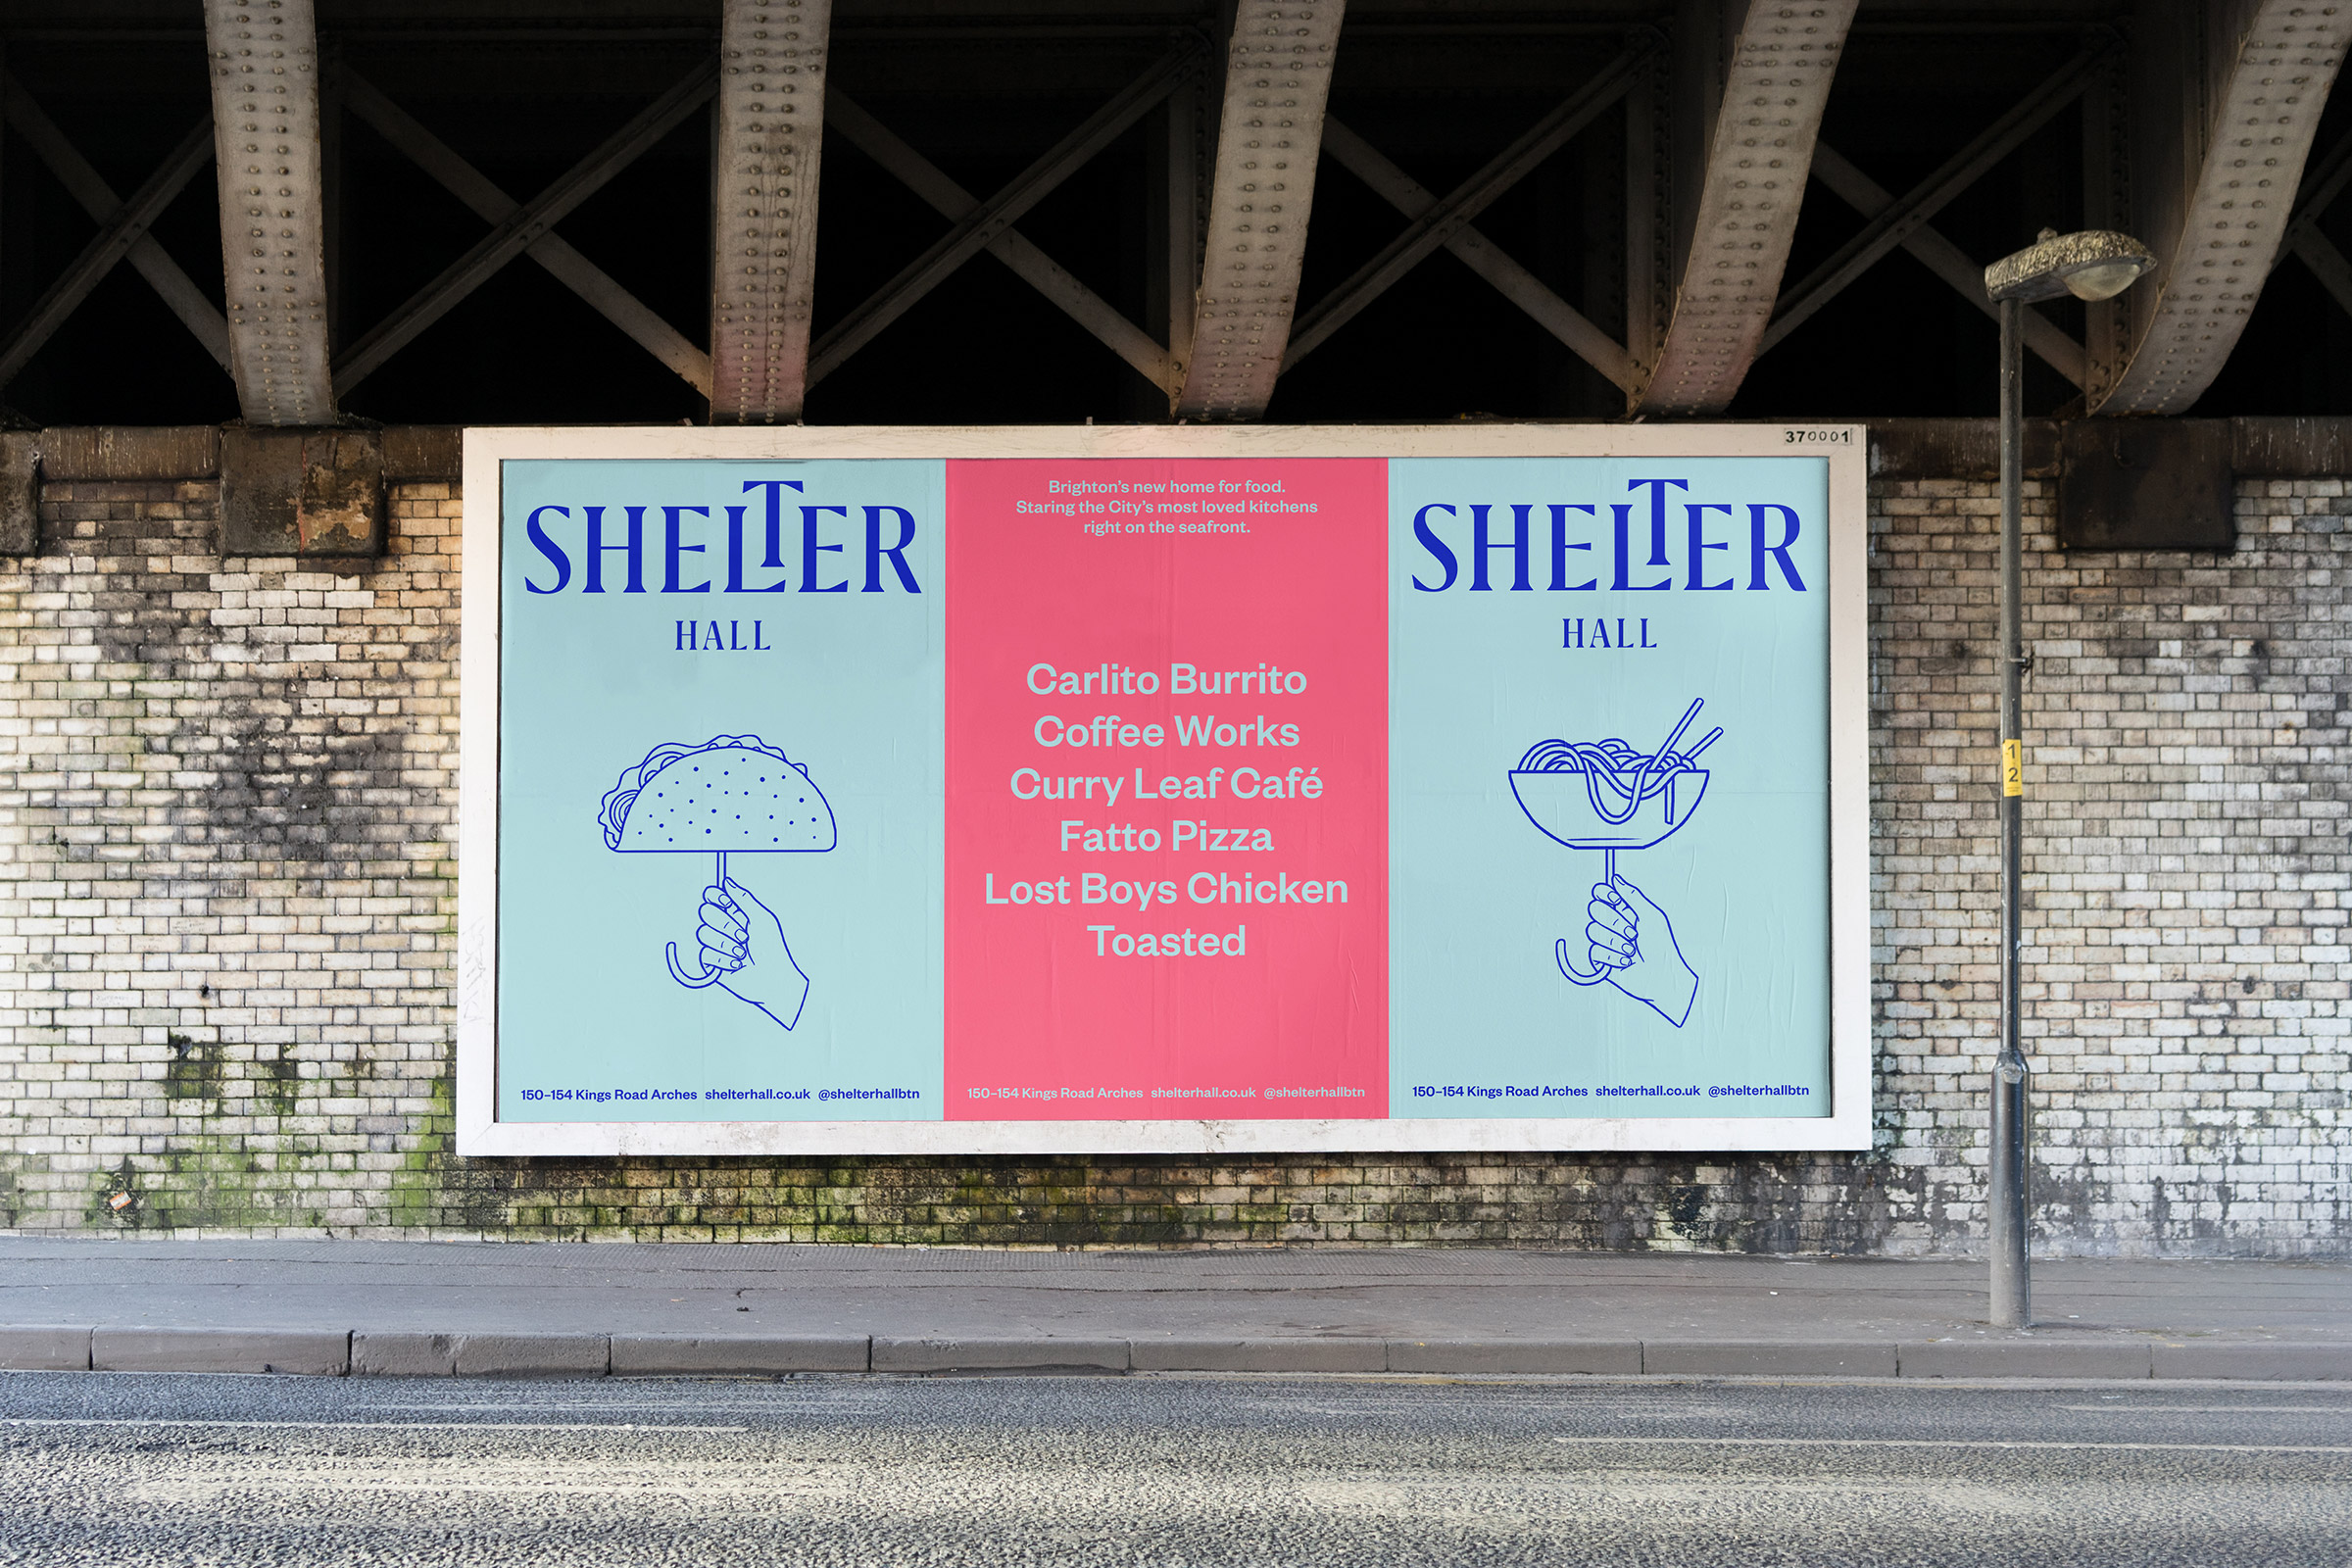 370001
SHELTER
HALL
150–154 Kings Road Arches shelterhall.co.uk @shelterhallbtn
Brighton's new home for food.
Staring the City's most loved kitchens
right on the seafront.
Carlito Burrito
Coffee Works
Curry Leaf Café
Fatto Pizza
Lost Boys Chicken
Toasted
150–154 Kings Road Arches shelterhall.co.uk @shelterhallbtn
SHELTER
HALL
150–154 Kings Road Arches shelterhall.co.uk @shelterhallbtn
1
2